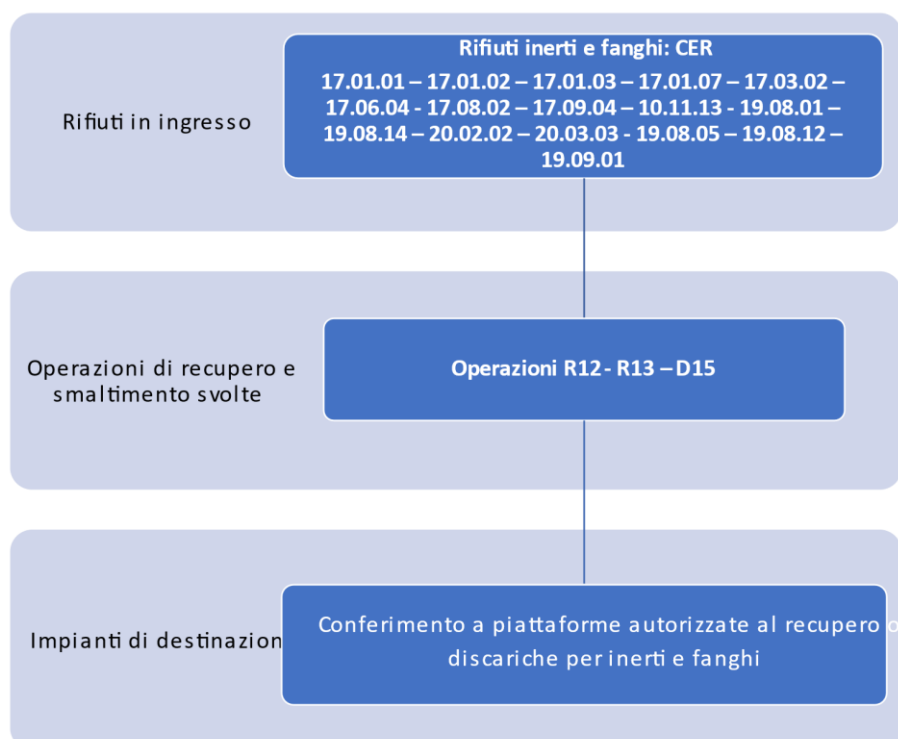 Rifiuti in ingresso
Rifiuti inerti e fanghi: CER
17.01.01 – 17.01.02 – 17.01.03 – 17.01.07 – 17.03.02 –
17.06.04 - 17.08.02 – 17.09.04 – 10.11.13 - 19.08.01 –
19.08.14 – 20.02.02 – 20.03.03 - 19.08.05 – 19.08.12 –
19.09.01
Operazioni di recupero e
smaltimento svolte
Operazioni R12 - R13 – D15
Impianti di destinazion
Conferimento a piattaforme autorizzate al recupero o
discariche per inerti e fanghi